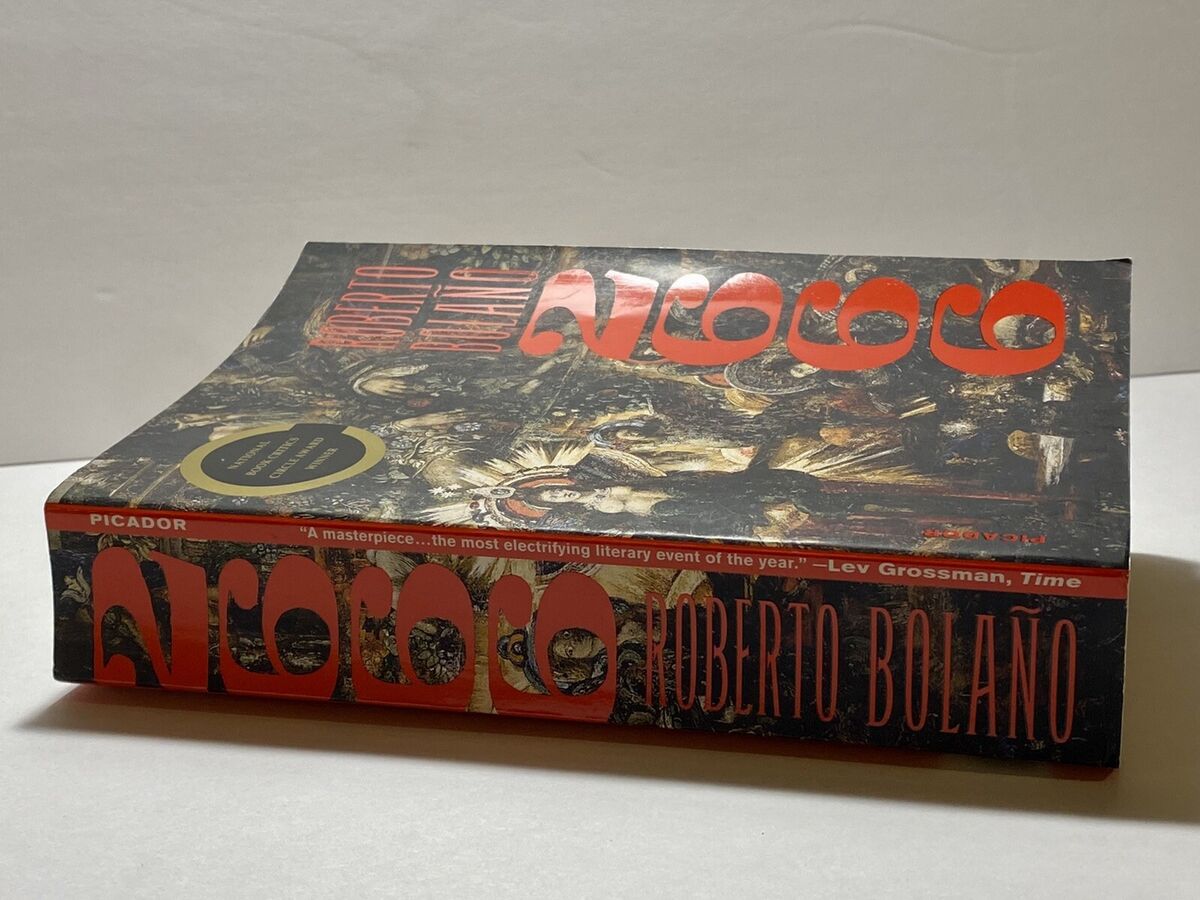 ROBERTO
BOLAÑO
2666
NATIONAL
BOOK CRITICS
CIRCLE AWARD
WINNER
PICADOR
PICADOR "A masterpiece...the most electrifying literary event of the year." —Lev Grossman, Time
2666 ROBERTO BOLAÑO